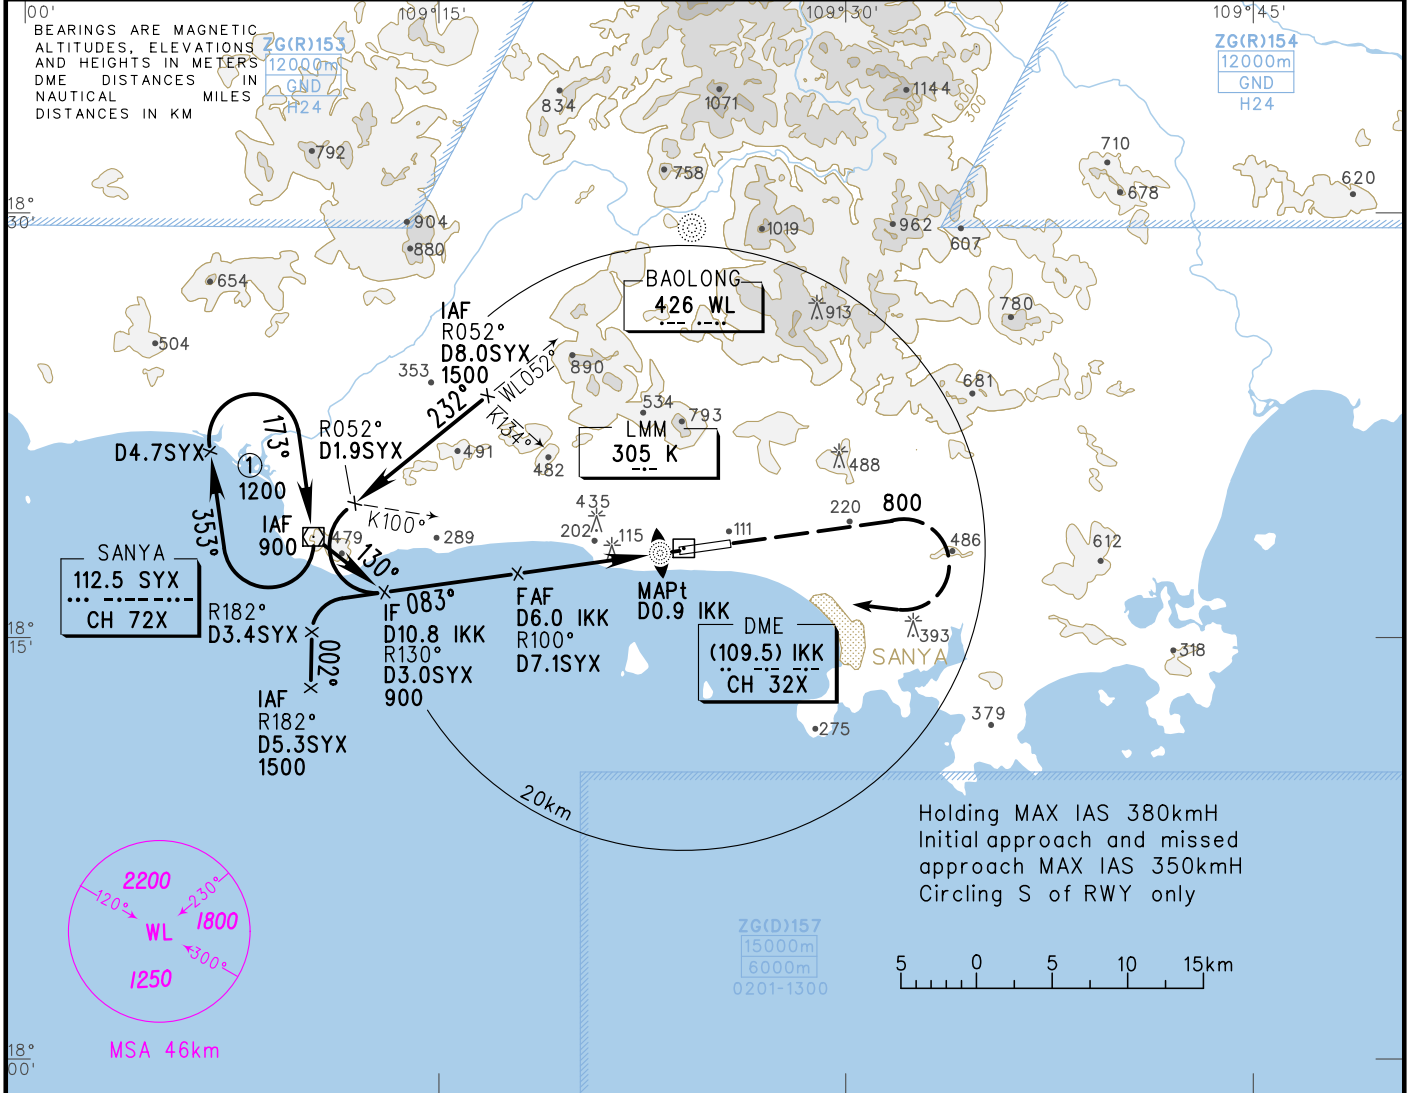 00'
109°15'
109°30'
109°45'
BEARINGS ARE MAGNETIC
ALTITUDES, ELEVATIONS
AND HEIGHTS IN METERS
DME DISTANCES IN
NAUTICAL MILES
DISTANCES IN KM
ZG(R)153
12000m
GND
H24
ZG(R)154
12000m
GND
H24
834
1071
1144
900
600
300
792
758
710
678
620
18°
30'
904
880
1019
962
607
654
BAOLONG
426 WL
913
780
504
IAF
R052°
D8.0SYX
1500
WL052°
890
353
232°
K134°
534
793
681
LMM
305 K
173°
R052°
D1.9SYX
491
482
488
D4.7SYX
1
1200
K100°
435
220
800
353°
IAF
900
479
289
202
115
111
486
612
130°
SANYA
112.5 SYX
CH 72X
R182°
D3.4SYX
083°
IF
D10.8 IKK
R130°
D3.0SYX
900
FAF
D6.0 IKK
R100°
D7.1SYX
MAPt
D0.9 IKK
DME
(109.5) IKK
CH 32X
393
SANYA
18°
15'
318
002°
IAF
R182°
D5.3SYX
1500
275
379
20km
Holding MAX IAS 380kmH
Initial approach and missed
approach MAX IAS 350kmH
Circling S of RWY only
2200
120°
230°
WL
1800
300°
1250
MSA 46km
ZG(D)157
15000m
6000m
0201-1300
5 0 5 10 15km
18°
00'